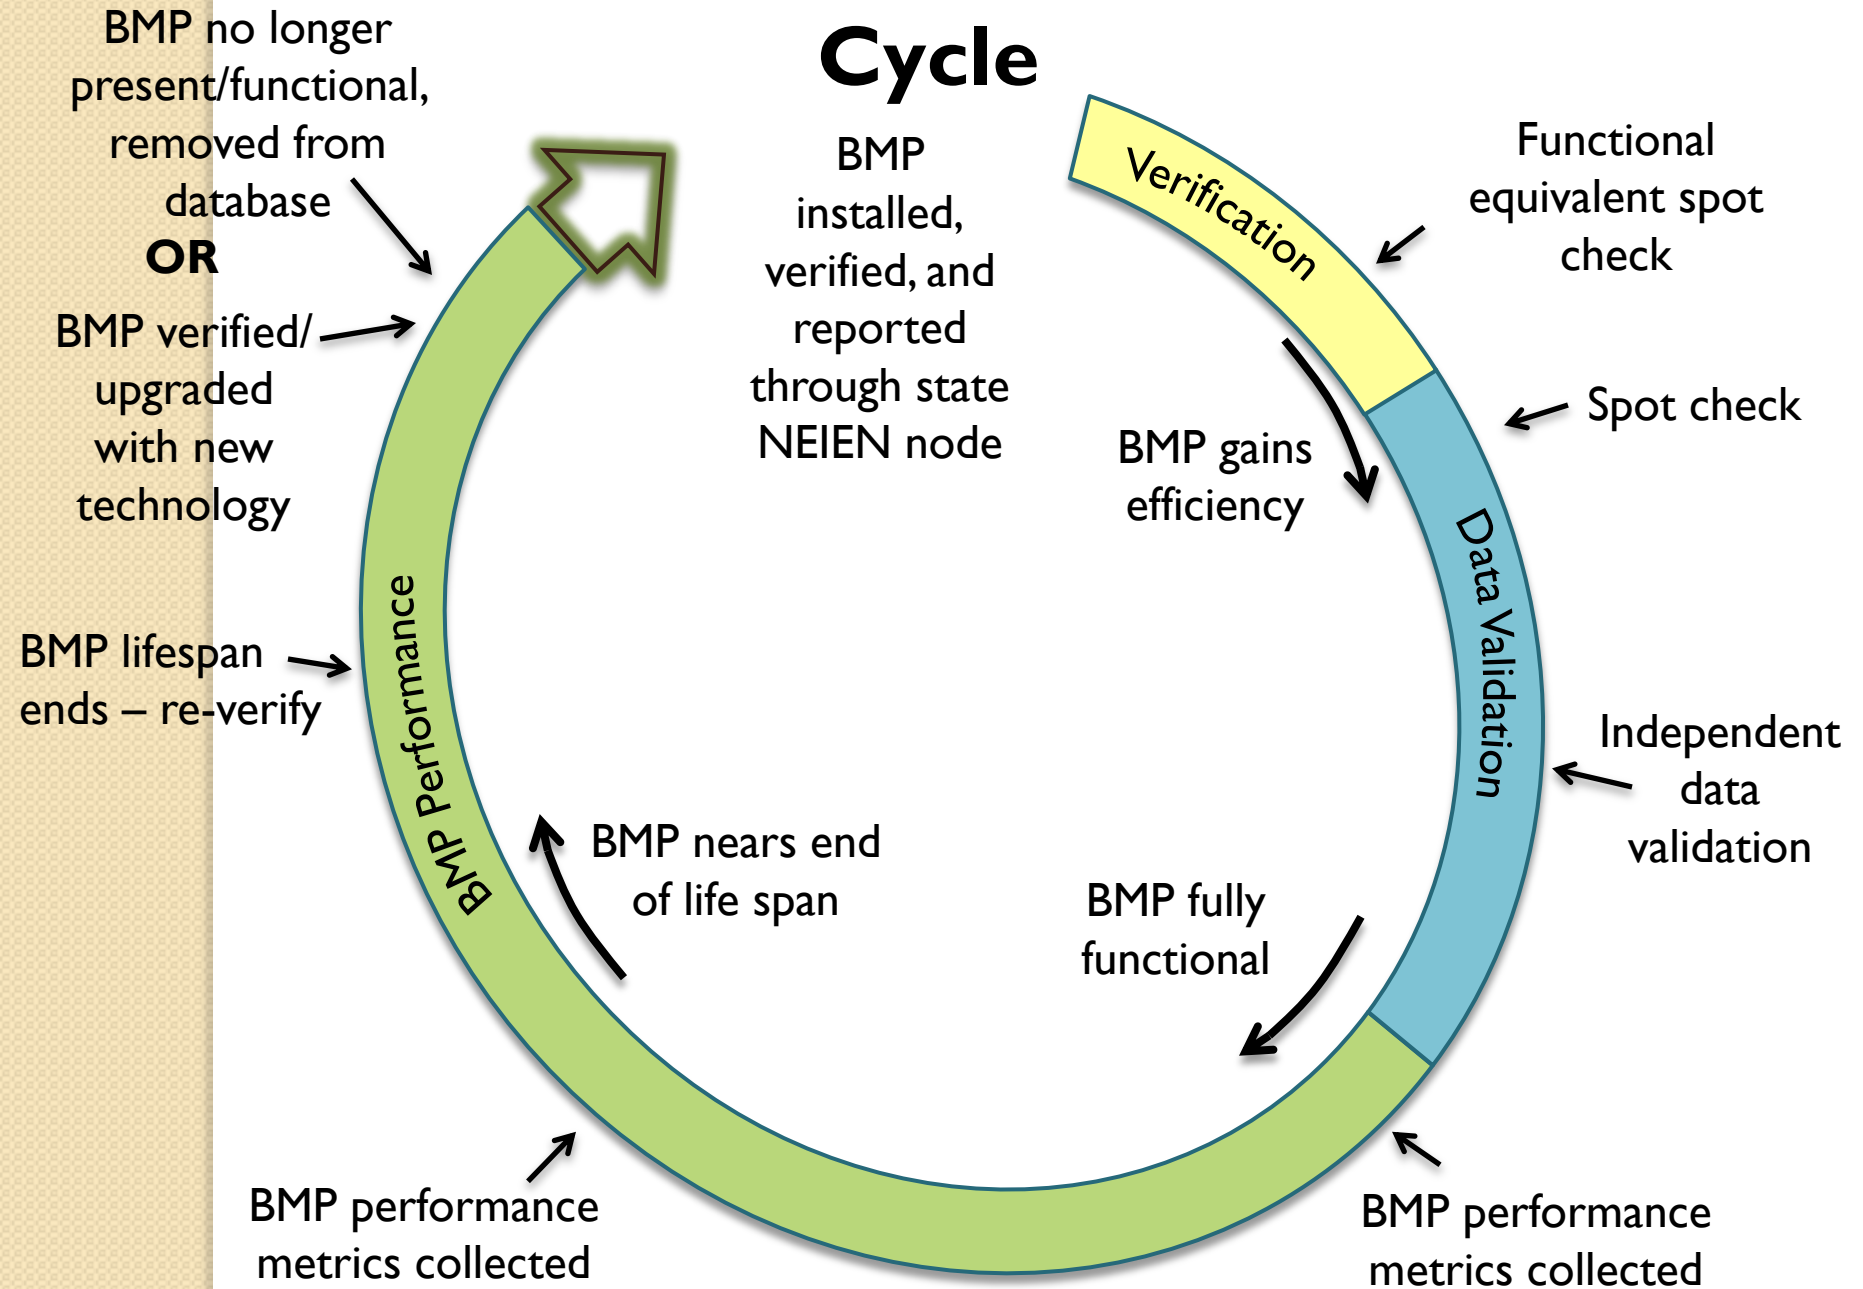 Cycle
BMP no longer
present/functional,
removed from
database
OR
BMP verified/
upgraded
with new
technology
BMP lifespan
ends – re-verify
BMP
installed,
verified, and
reported
through state
NEIEN node
Verification
Functional
equivalent spot
check
Spot check
BMP gains
efficiency
Data Validation
Independent
data
validation
BMP fully
functional
BMP nears end
of life span
BMP Performance
BMP performance
metrics collected
BMP performance
metrics collected